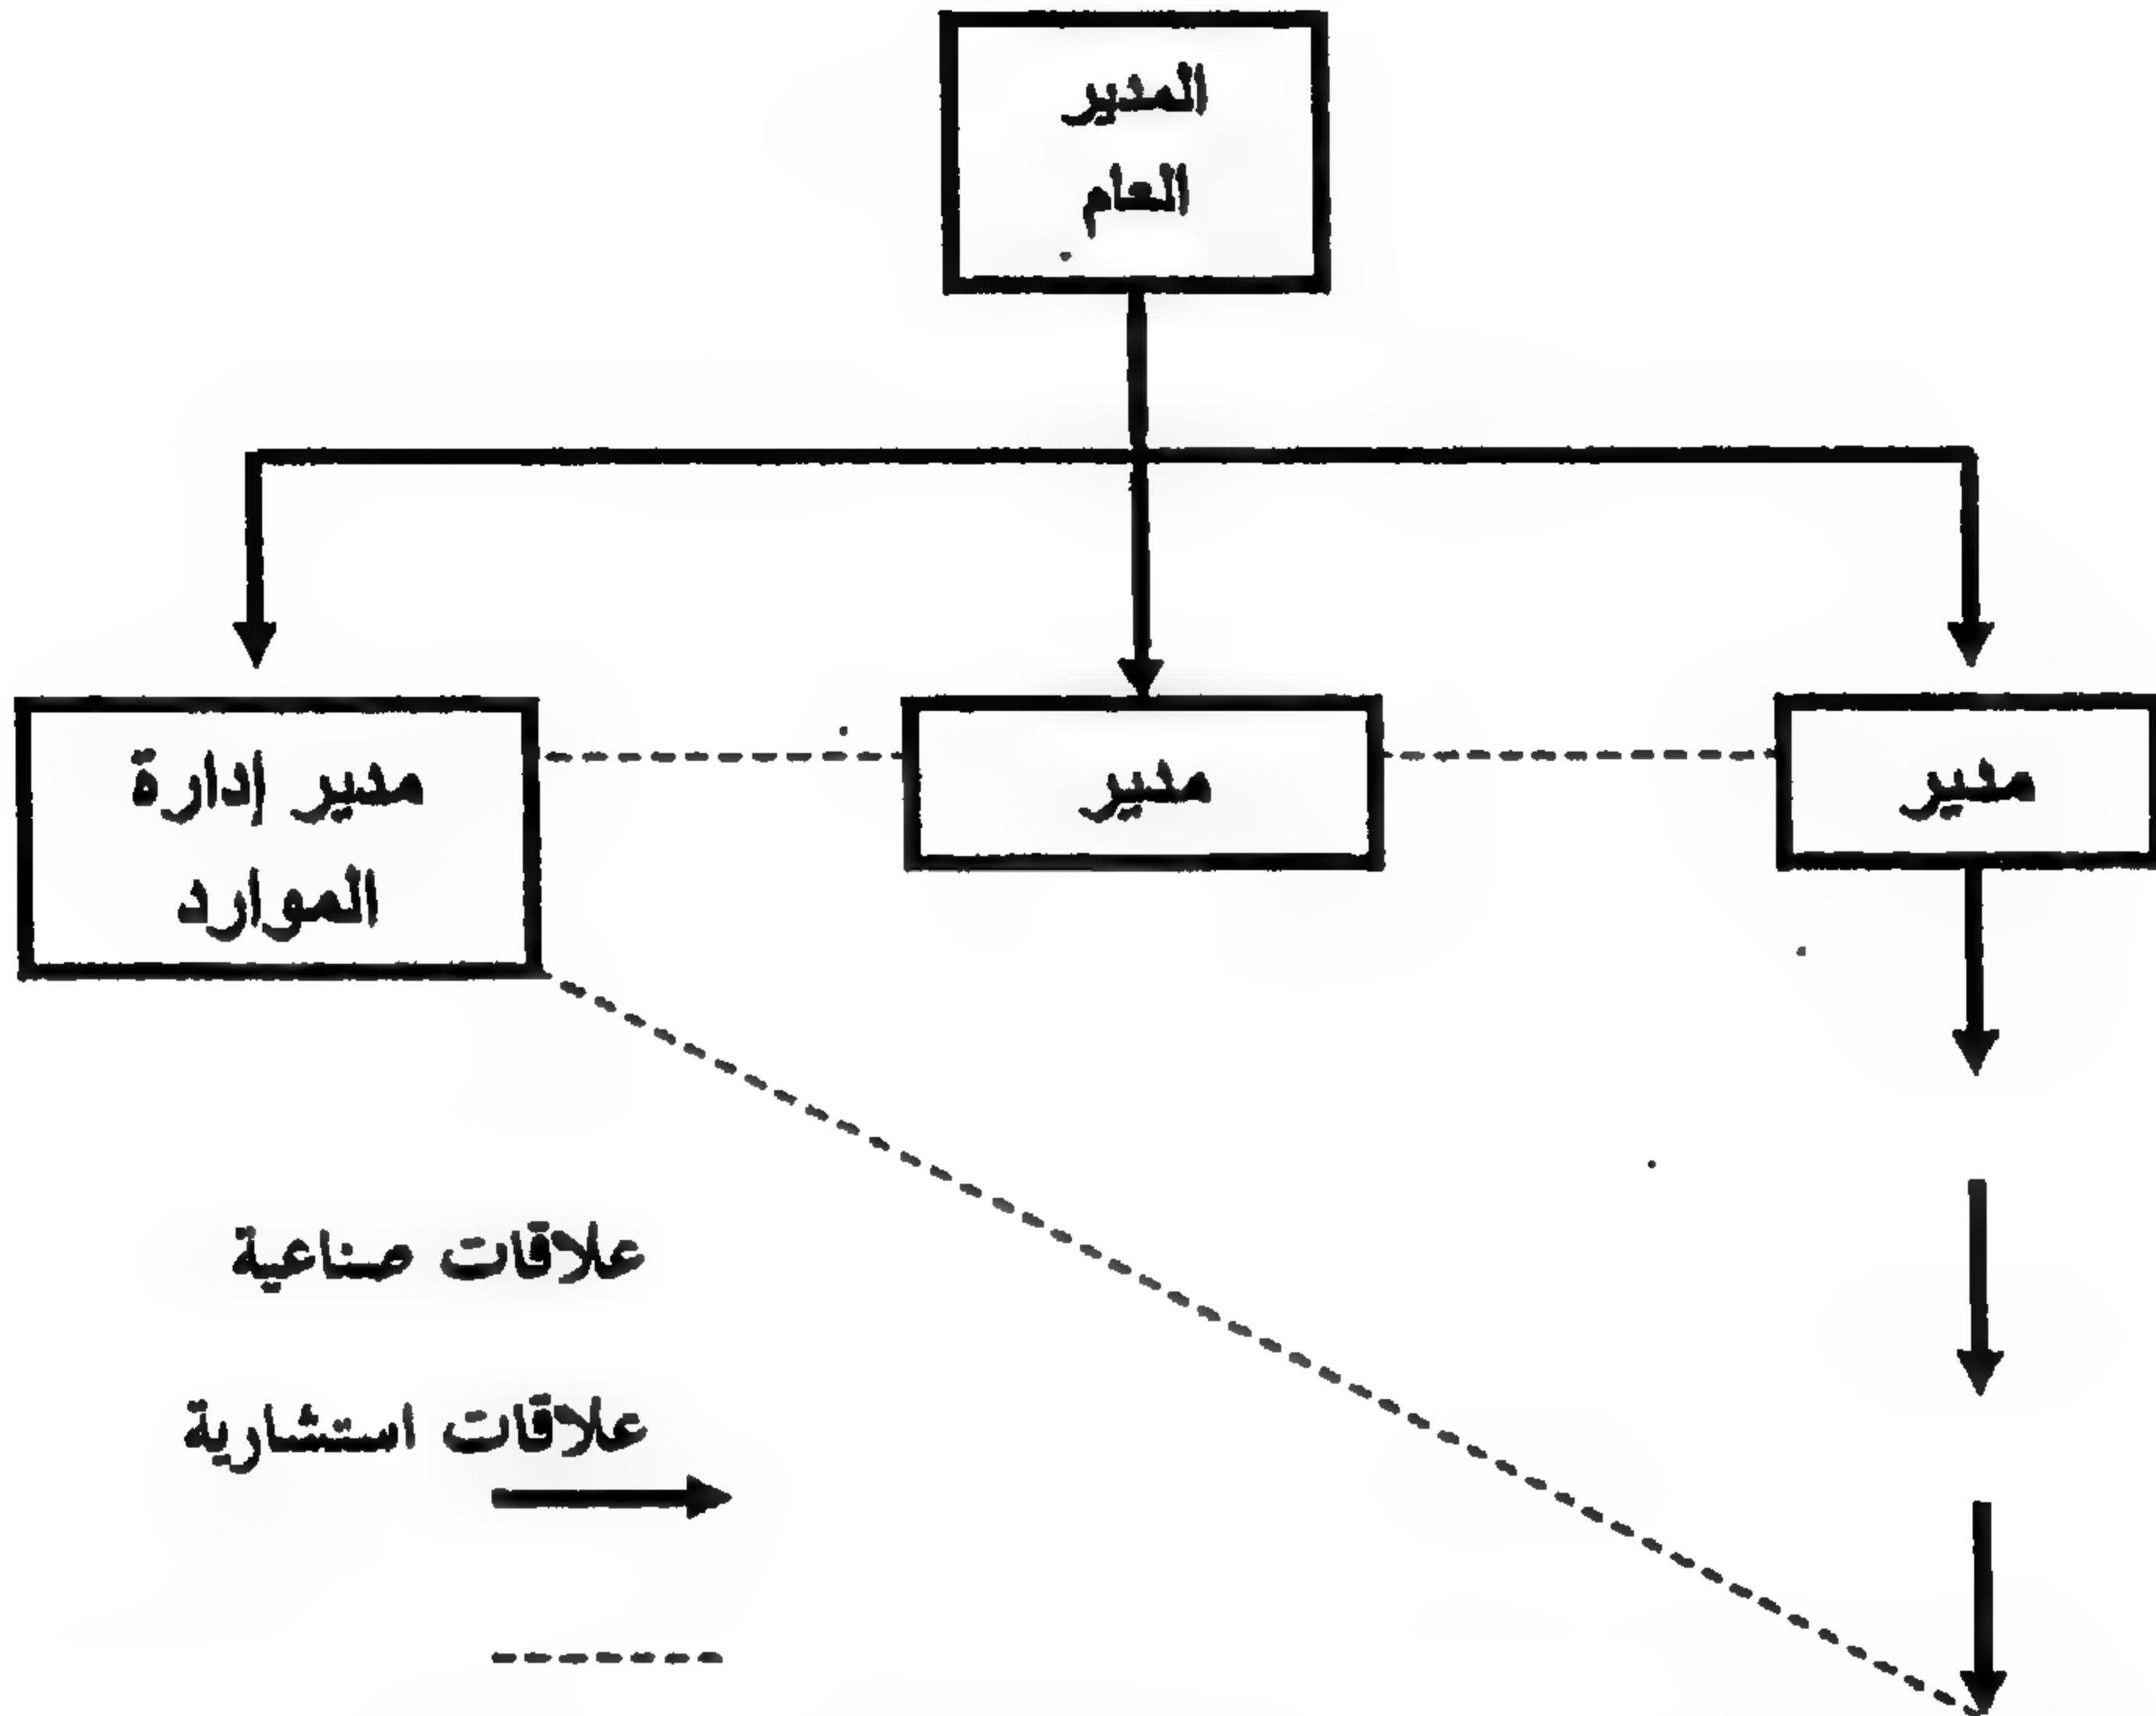 المدير
العام
مدير
مدير
مدير إدارة
الموارد
علاقات صناعية
علاقات استشارية